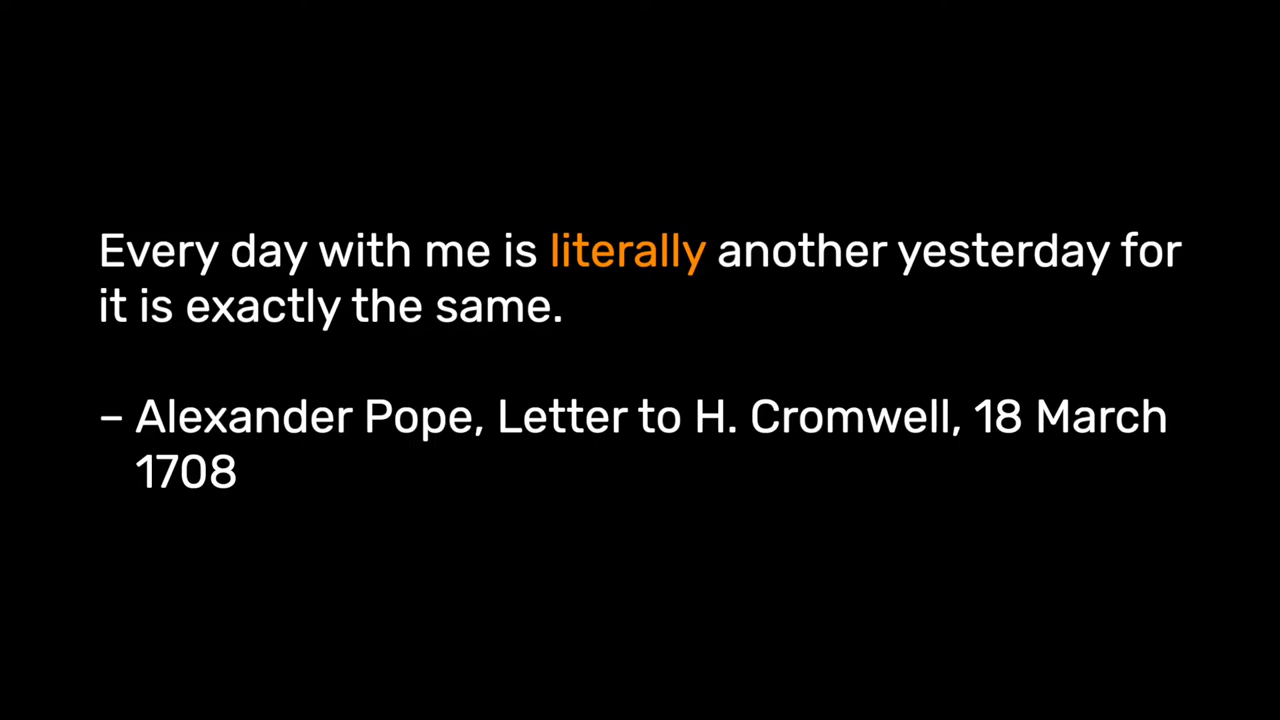 Every day with me is literally another yesterday for
it is exactly the same.
– Alexander Pope, Letter to H. Cromwell, 18 March
1708